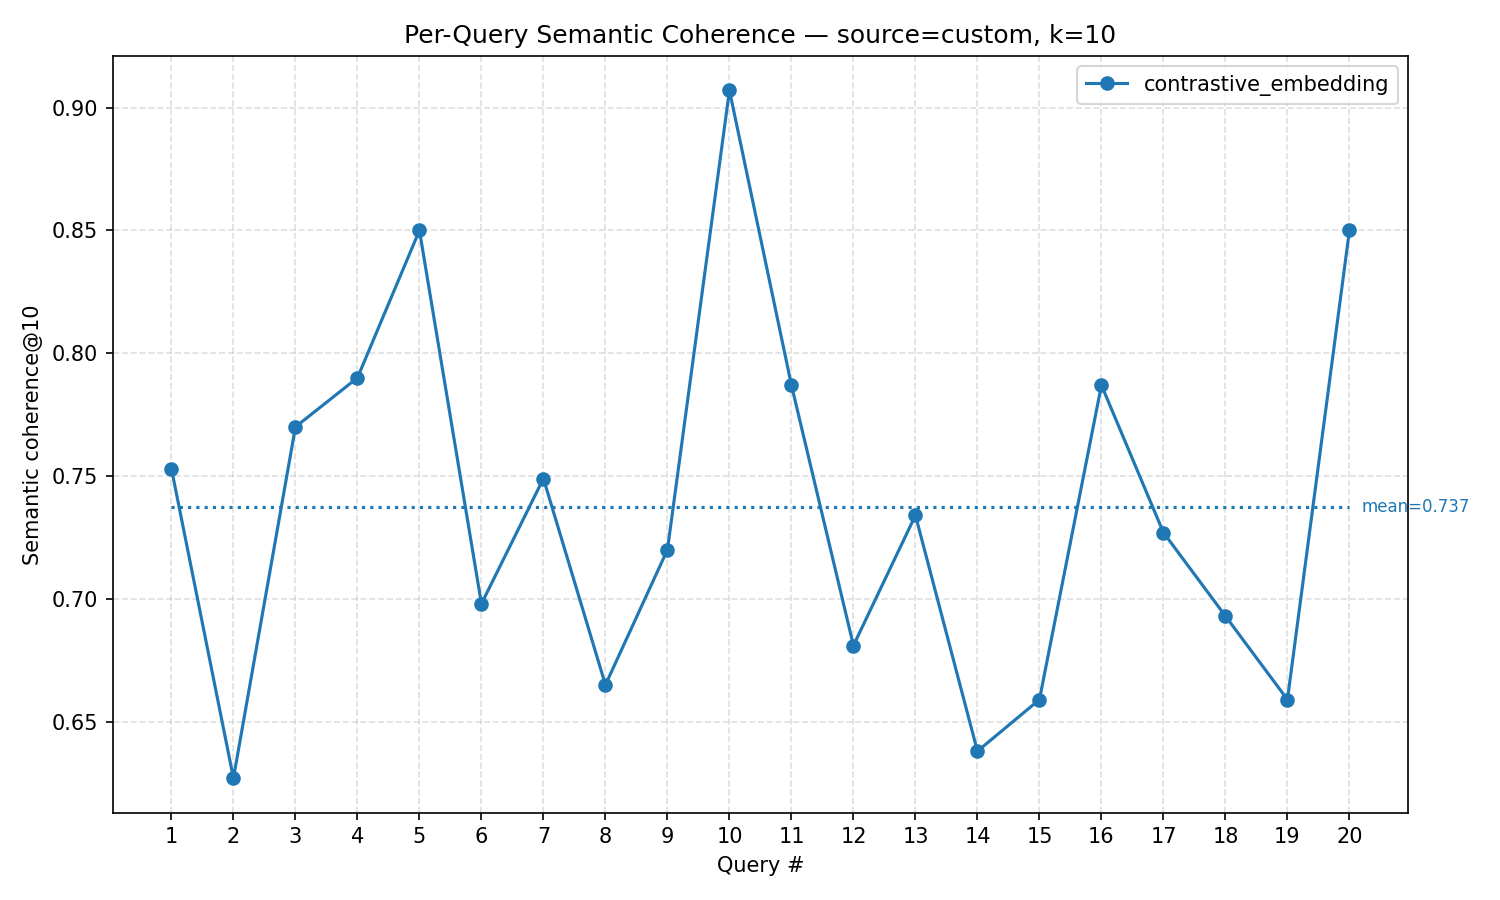 Per-Query Semantic Coherence — source=custom, k=10
contrastive_embedding
Semantic coherence@10
0.90
0.85
0.80
0.75
0.70
0.65
mean=0.737
1 2 3 4 5 6 7 8 9 10 11 12 13 14 15 16 17 18 19 20
Query #